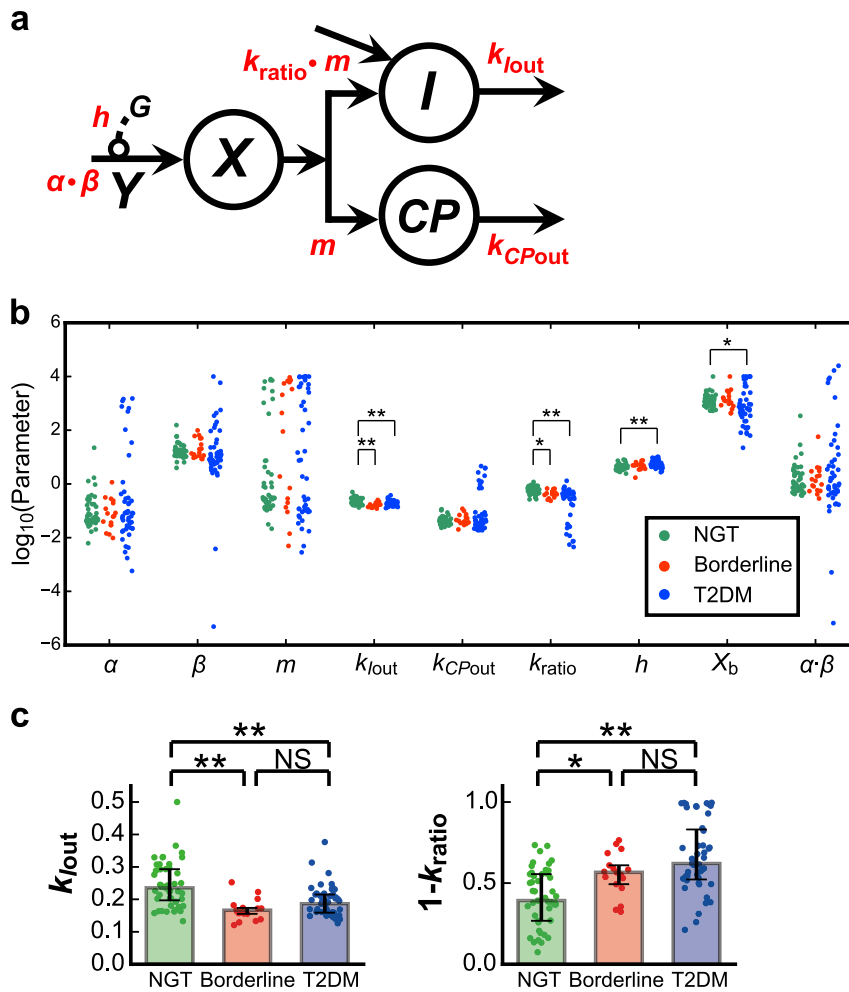 a
k_ratio · m
I
k_Iout
h
G
X
α · β
Y
CP
m
k_CPout
b
6
4
2
0
−2
−4
−6
log₁₀(Parameter)
**
**
**
*
**
*
NGT
Borderline
T2DM
α
β
m
k_Iout
k_CPout
k_ratio
h
X_b
α·β
c
**
**
NS
0.5
0.4
0.3
0.2
0.1
0.0
k_Iout
NGT
Borderline
T2DM
**
*
NS
1.0
0.5
0.0
1-k_ratio
NGT
Borderline
T2DM